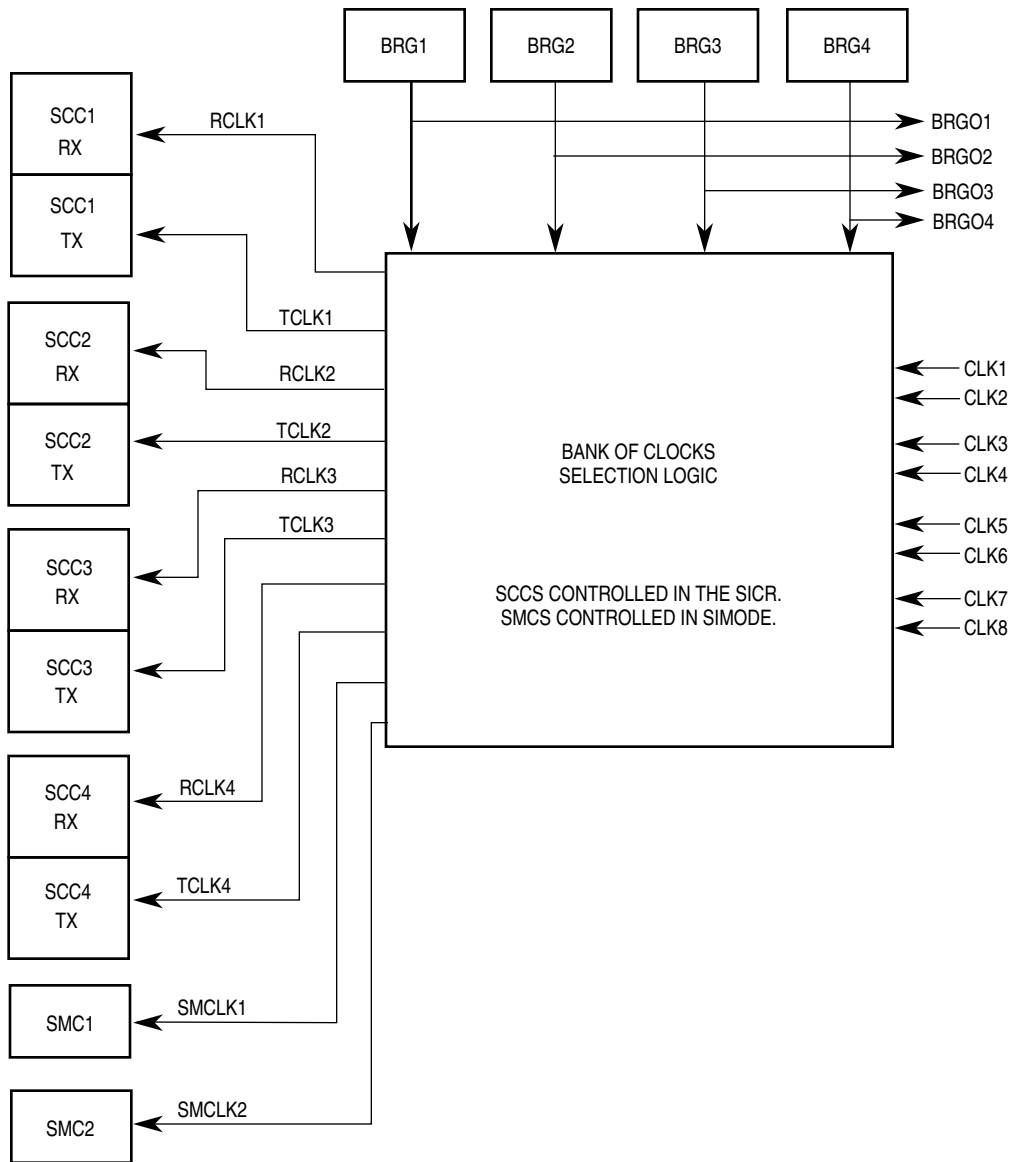 BRG1
BRG2
BRG3
BRG4
BRGO1
BRGO2
BRGO3
BRGO4
SCC1
RX
RCLK1
SCC1
TX
TCLK1
SCC2
RX
RCLK2
SCC2
TX
TCLK2
RCLK3
SCC3
RX
TCLK3
SCC3
TX
SCC4
RX
RCLK4
SCC4
TX
TCLK4
SMC1
SMCLK1
SMC2
SMCLK2
BANK OF CLOCKS
SELECTION LOGIC
SCCS CONTROLLED IN THE SICR.
SMCS CONTROLLED IN SIMODE.
CLK1
CLK2
CLK3
CLK4
CLK5
CLK6
CLK7
CLK8